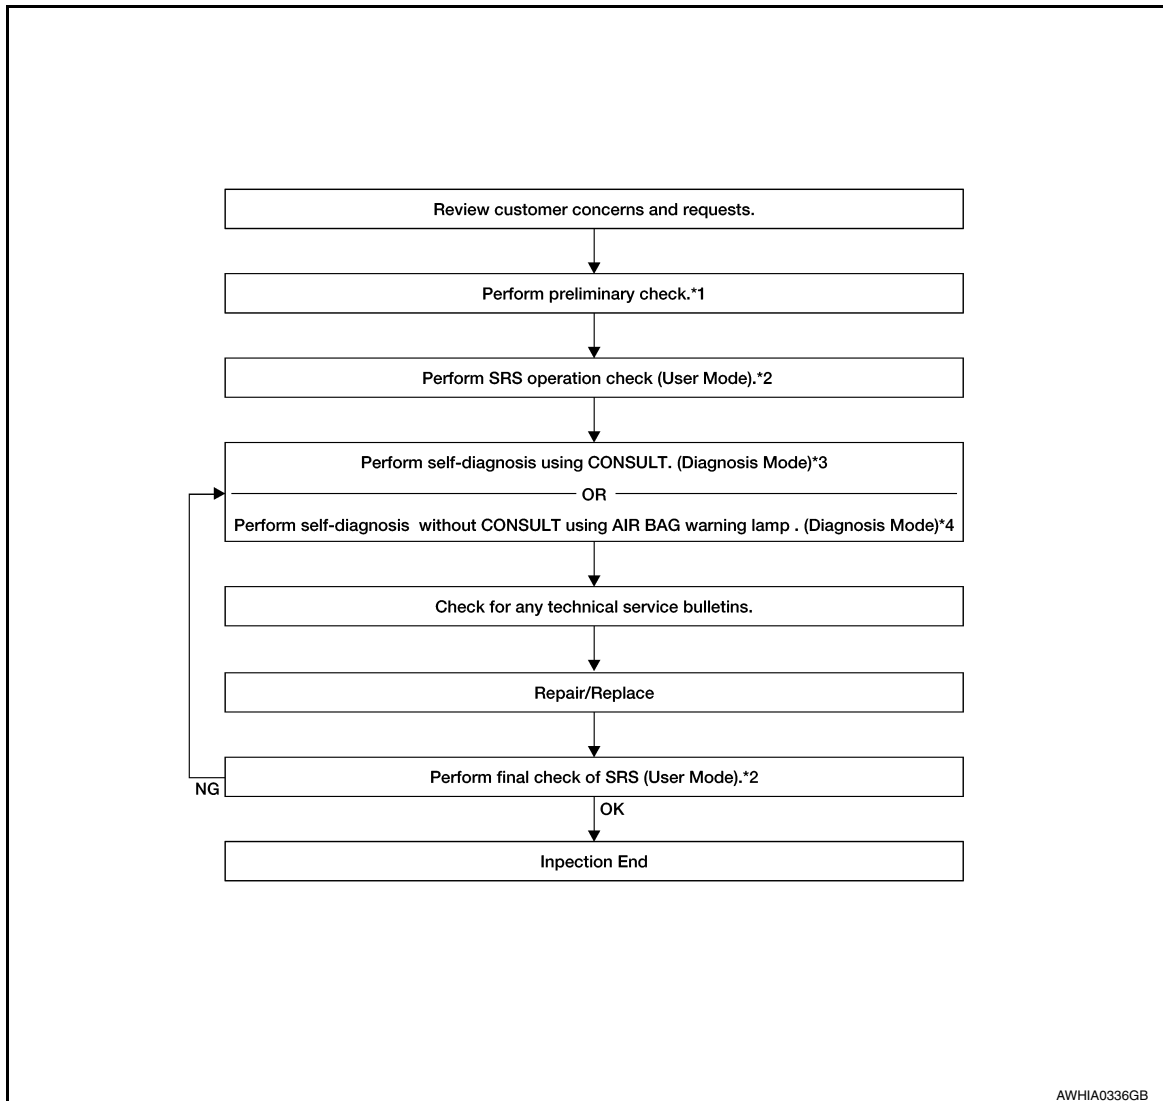 Review customer concerns and requests.
Perform preliminary check.*1
Perform SRS operation check (User Mode).*2
Perform self-diagnosis using CONSULT. (Diagnosis Mode)*3
OR
Perform self-diagnosis  without CONSULT using AIR BAG warning lamp . (Diagnosis Mode)*4
Check for any technical service bulletins.
Repair/Replace
Perform final check of SRS (User Mode).*2
NG
OK
Inpection End
AWHIA0336GB